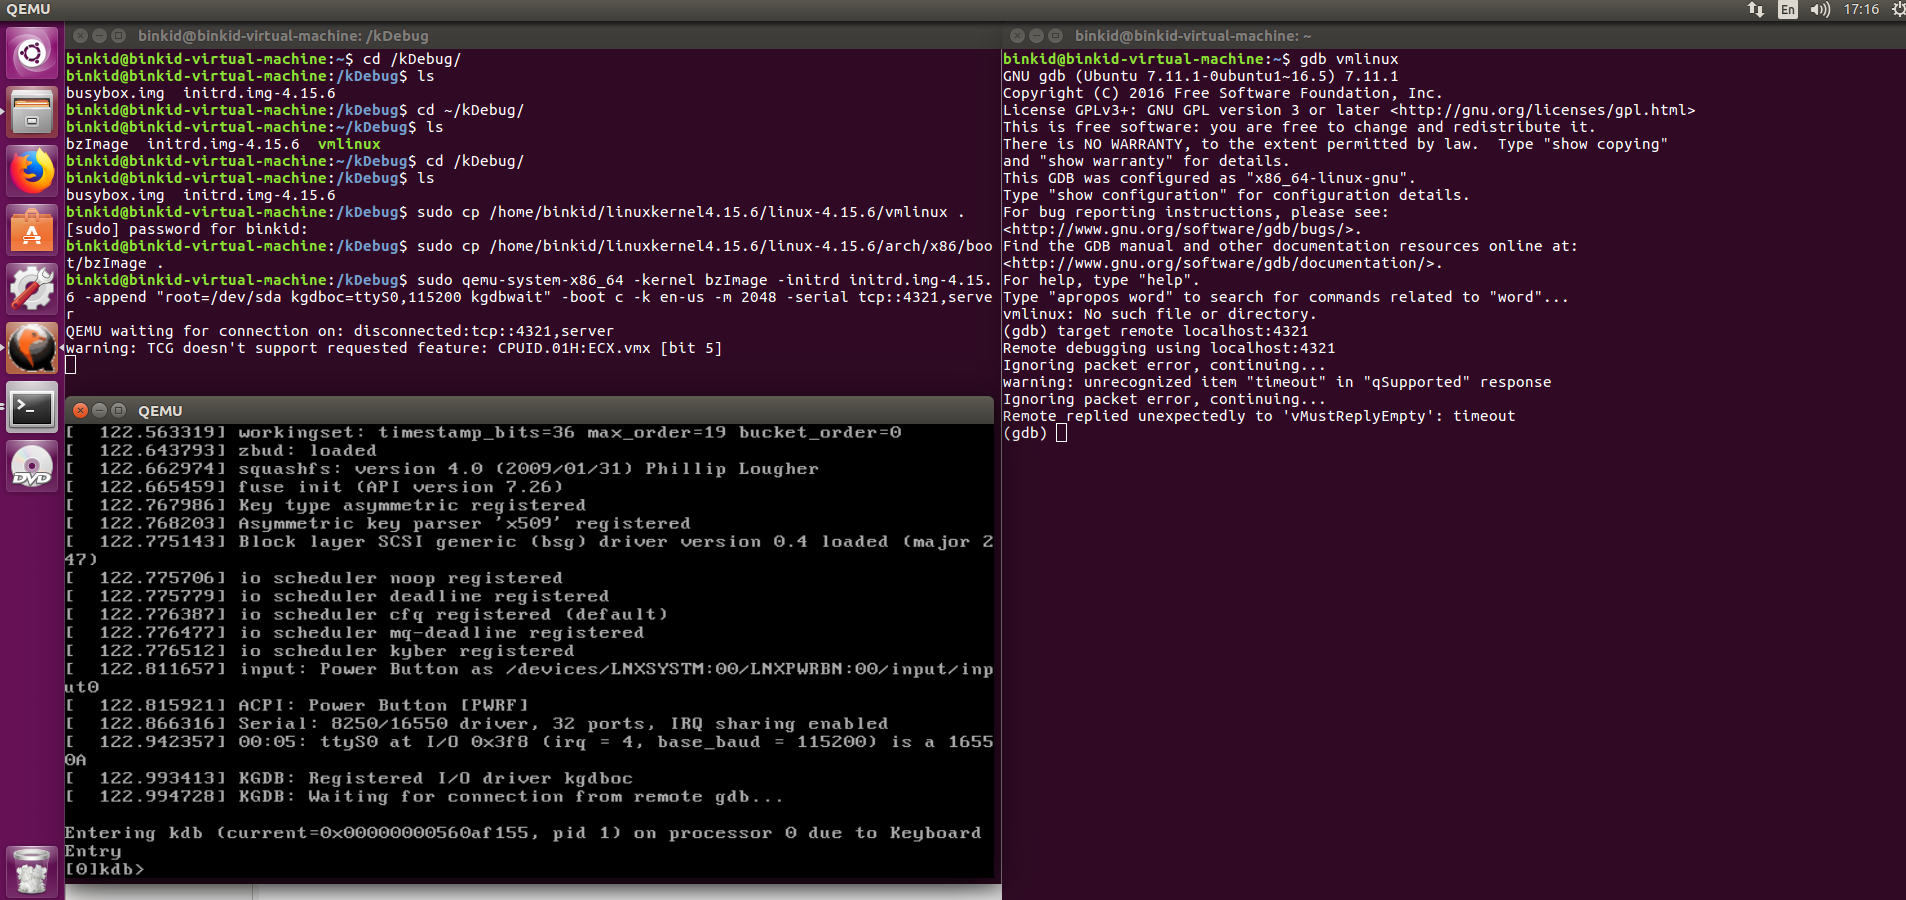 QEMU
En
17:16
binkid@binkid-virtual-machine: /kDebug
binkid@binkid-virtual-machine:~$ cd /kDebug/
binkid@binkid-virtual-machine:/kDebug$ ls
busybox.img  initrd.img-4.15.6
binkid@binkid-virtual-machine:/kDebug$ cd ~/kDebug/
binkid@binkid-virtual-machine:~/kDebug$ ls
bzImage  initrd.img-4.15.6  vmlinux
binkid@binkid-virtual-machine:~/kDebug$ cd /kDebug/
binkid@binkid-virtual-machine:/kDebug$ ls
busybox.img  initrd.img-4.15.6
binkid@binkid-virtual-machine:/kDebug$ sudo cp /home/binkid/linuxkernel4.15.6/linux-4.15.6/vmlinux .
[sudo] password for binkid:
binkid@binkid-virtual-machine:/kDebug$ sudo cp /home/binkid/linuxkernel4.15.6/linux-4.15.6/arch/x86/boo
t/bzImage .
binkid@binkid-virtual-machine:/kDebug$ sudo qemu-system-x86_64 -kernel bzImage -initrd initrd.img-4.15.
6 -append "root=/dev/sda kgdboc=ttyS0,115200 kgdbwait" -boot c -k en-us -m 2048 -serial tcp::4321,serve
r
QEMU waiting for connection on: disconnected:tcp::4321,server
warning: TCG doesn't support requested feature: CPUID.01H:ECX.vmx [bit 5]
QEMU
[  122.563319] workingset: timestamp_bits=36 max_order=19 bucket_order=0
[  122.643793] zbud: loaded
[  122.662974] squashfs: version 4.0 (2009/01/31) Phillip Lougher
[  122.665459] fuse init (API version 7.26)
[  122.767986] Key type asymmetric registered
[  122.768203] Asymmetric key parser 'x509' registered
[  122.775143] Block layer SCSI generic (bsg) driver version 0.4 loaded (major 2
47)
[  122.775706] io scheduler noop registered
[  122.775779] io scheduler deadline registered
[  122.776387] io scheduler cfq registered (default)
[  122.776477] io scheduler mq-deadline registered
[  122.776512] io scheduler kyber registered
[  122.811657] input: Power Button as /devices/LNXSYSTM:00/LNXPWRBN:00/input/inp
ut0
[  122.815921] ACPI: Power Button [PWRF]
[  122.866316] Serial: 8250/16550 driver, 32 ports, IRQ sharing enabled
[  122.942357] 00:05: ttyS0 at I/O 0x3f8 (irq = 4, base_baud = 115200) is a 1655
0A
[  122.993413] KGDB: Registered I/O driver kgdboc
[  122.994728] KGDB: Waiting for connection from remote gdb...
Entering kdb (current=0x00000000560af155, pid 1) on processor 0 due to Keyboard
Entry
[0]kdb>
binkid@binkid-virtual-machine: ~
binkid@binkid-virtual-machine:~$ gdb vmlinux
GNU gdb (Ubuntu 7.11.1-0ubuntu1~16.5) 7.11.1
Copyright (C) 2016 Free Software Foundation, Inc.
License GPLv3+: GNU GPL version 3 or later <http://gnu.org/licenses/gpl.html>
This is free software: you are free to change and redistribute it.
There is NO WARRANTY, to the extent permitted by law.  Type "show copying"
and "show warranty" for details.
This GDB was configured as "x86_64-linux-gnu".
Type "show configuration" for configuration details.
For bug reporting instructions, please see:
<http://www.gnu.org/software/gdb/bugs/>.
Find the GDB manual and other documentation resources online at:
<http://www.gnu.org/software/gdb/documentation/>.
For help, type "help".
Type "apropos word" to search for commands related to "word"...
vmlinux: No such file or directory.
(gdb) target remote localhost:4321
Remote debugging using localhost:4321
Ignoring packet error, continuing...
warning: unrecognized item "timeout" in "qSupported" response
Ignoring packet error, continuing...
Remote replied unexpectedly to 'vMustReplyEmpty': timeout
(gdb)
DVD